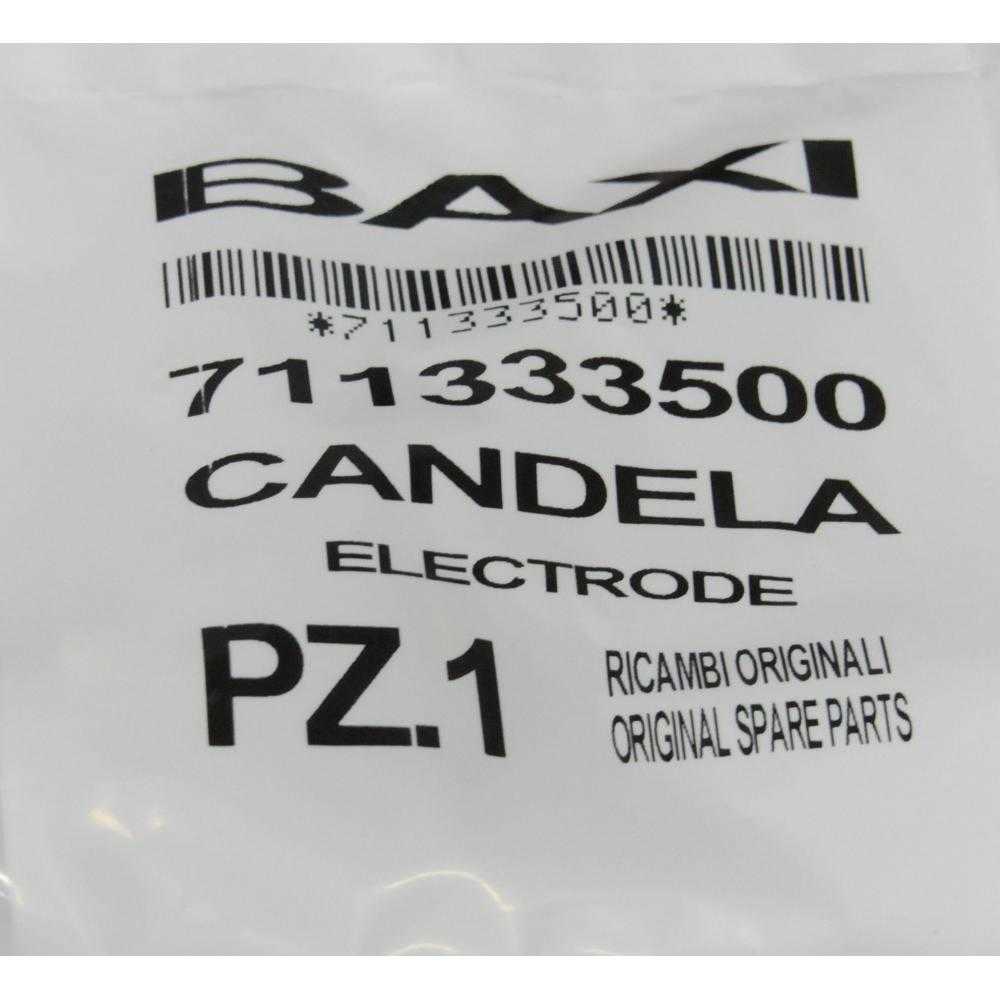 BAXI
*711333500*
711333500
CANDELA
ELECTRODE
PZ.1
RICAMBI ORIGINALI
ORIGINAL SPARE PARTS